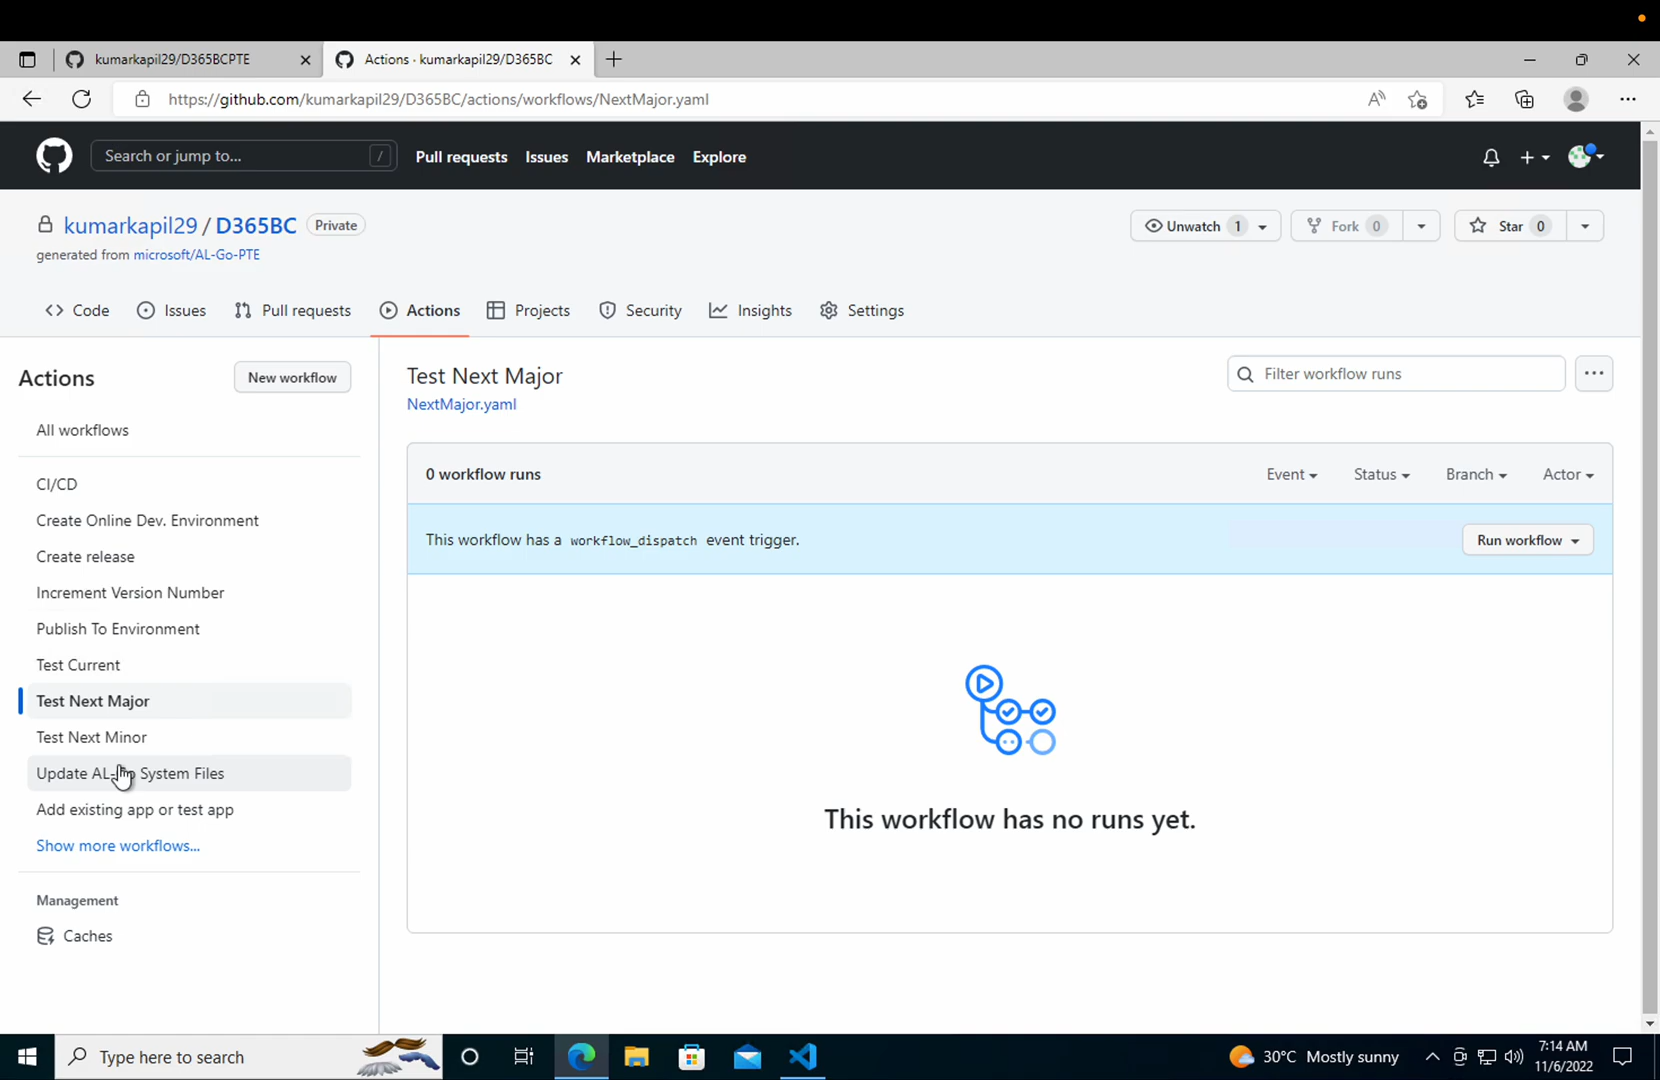 kumarkapil29/D365BCPTE
Actions · kumarkapil29/D365BC
https://github.com/kumarkapil29/D365BC/actions/workflows/NextMajor.yaml
Search or jump to... /
Pull requests
Issues
Marketplace
Explore
kumarkapil29 / D365BC Private
generated from microsoft/AL-Go-PTE
Unwatch 1
Fork 0
Star 0
Code
Issues
Pull requests
Actions
Projects
Security
Insights
Settings
Actions
New workflow
All workflows
CI/CD
Create Online Dev. Environment
Create release
Increment Version Number
Publish To Environment
Test Current
Test Next Major
Test Next Minor
Update AL- System Files
Add existing app or test app
Show more workflows...
Management
Caches
Test Next Major
NextMajor.yaml
Filter workflow runs
0 workflow runs
Event
Status
Branch
Actor
This workflow has a workflow_dispatch event trigger.
Run workflow
This workflow has no runs yet.
Type here to search
30°C Mostly sunny
7:14 AM
11/6/2022